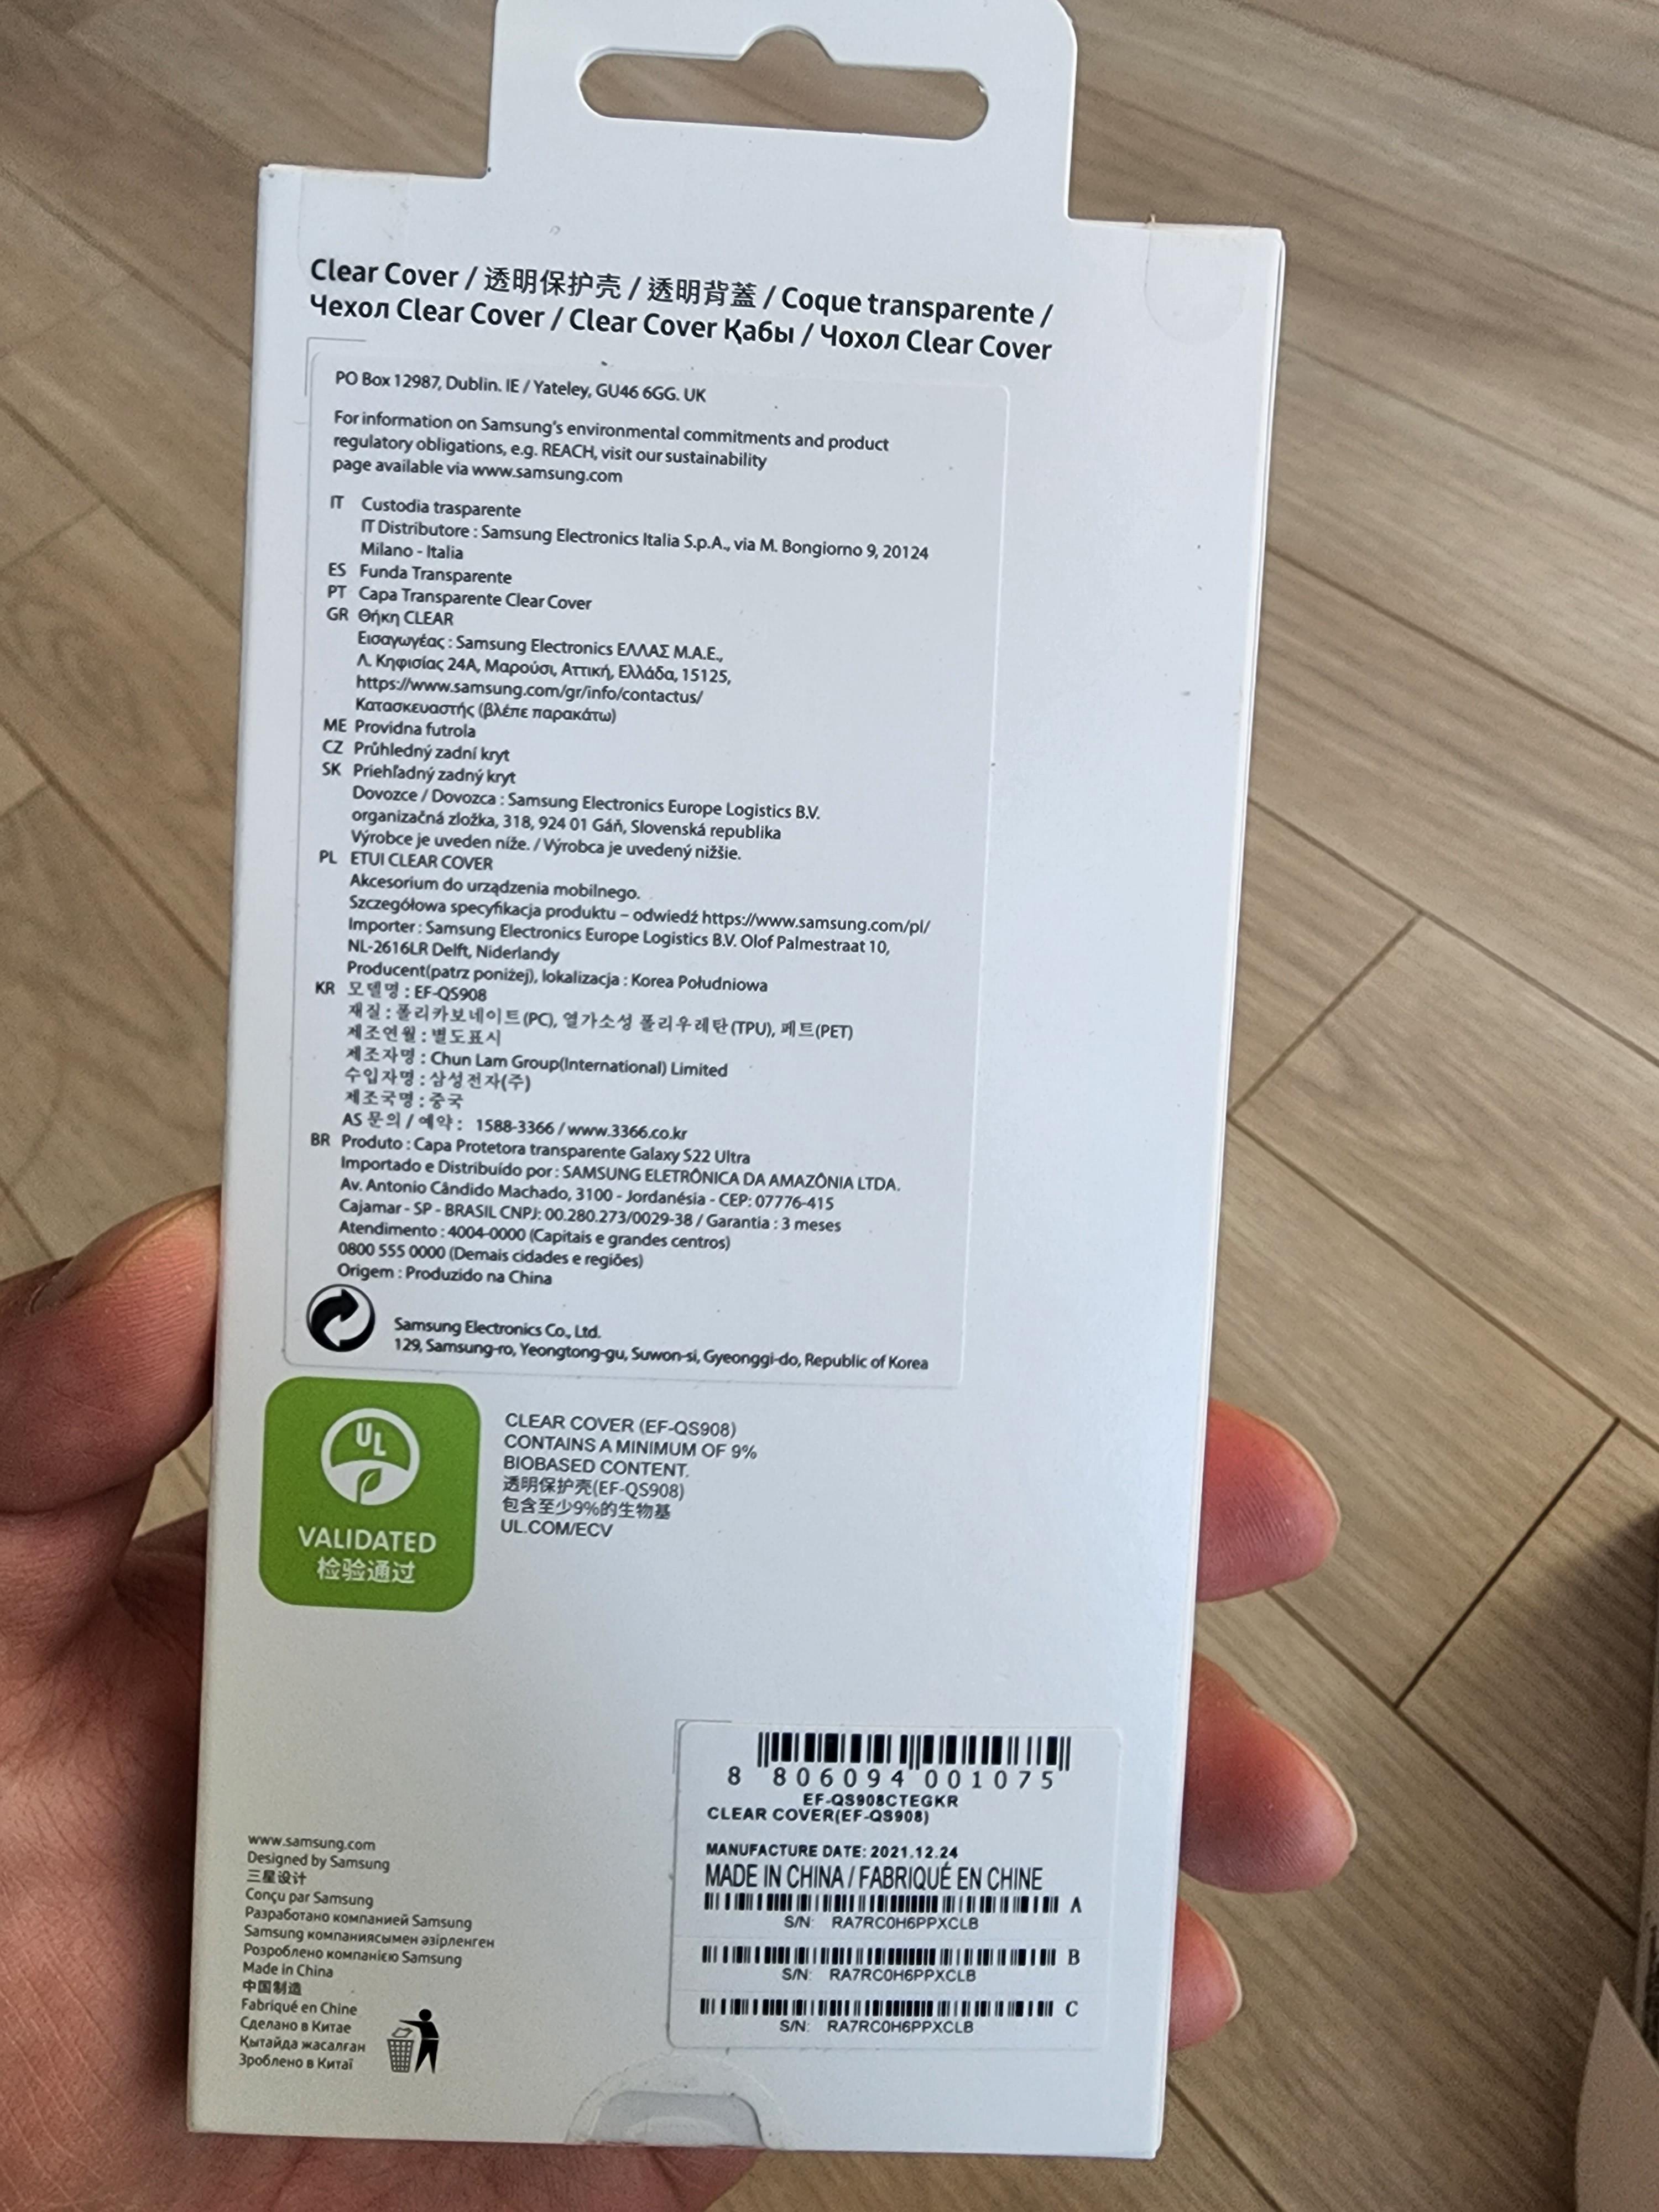 Clear Cover / 透明保护壳 / 透明背蓋 / Coque transparente /
Чехол Clear Cover / Clear Cover Қабы / Чохол Clear Cover
PO Box 12987, Dublin. IE / Yateley, GU46 6GG. UK
For information on Samsung's environmental commitments and product
regulatory obligations, e.g. REACH, visit our sustainability
page available via www.samsung.com
IT Custodia trasparente
IT Distributore : Samsung Electronics Italia S.p.A., via M. Bongiorno 9, 20124
Milano - Italia
ES Funda Transparente
PT Capa Transparente Clear Cover
GR Θήκη CLEAR
Εισαγωγέας : Samsung Electronics ΕΛΛΑΣ Μ.Α.Ε.,
Λ. Κηφισίας 24Α, Μαρούσι, Αττική, Ελλάδα, 15125,
https://www.samsung.com/gr/info/contactus/
Κατασκευαστής (βλέπε παρακάτω)
ME Providna futrola
CZ Průhledný zadní kryt
SK Priehľadný zadný kryt
Dovozce / Dovozca : Samsung Electronics Europe Logistics B.V.
organizačná zložka, 318, 924 01 Gáň, Slovenská republika
Výrobce je uveden níže. / Výrobca je uvedený nižšie.
PL ETUI CLEAR COVER
Akcesorium do urządzenia mobilnego.
Szczegółowa specyfikacja produktu – odwiedź https://www.samsung.com/pl/
Importer : Samsung Electronics Europe Logistics B.V. Olof Palmestraat 10,
NL-2616LR Delft, Niderlandy
Producent(patrz poniżej), lokalizacja : Korea Południowa
KR 모델명 : EF-QS908
재질 : 폴리카보네이트(PC), 열가소성 폴리우레탄(TPU), 페트(PET)
제조연월 : 별도표시
제조자명 : Chun Lam Group(International) Limited
수입자명 : 삼성전자(주)
제조국명 : 중국
AS 문의 / 예약 : 1588-3366 / www.3366.co.kr
BR Produto : Capa Protetora transparente Galaxy S22 Ultra
Importado e Distribuído por : SAMSUNG ELETRÔNICA DA AMAZÔNIA LTDA.
Av. Antonio Cândido Machado, 3100 - Jordanésia - CEP: 07776-415
Cajamar - SP - BRASIL CNPJ: 00.280.273/0029-38 / Garantia : 3 meses
Atendimento : 4004-0000 (Capitais e grandes centros)
0800 555 0000 (Demais cidades e regiões)
Origem : Produzido na China
Samsung Electronics Co., Ltd.
129, Samsung-ro, Yeongtong-gu, Suwon-si, Gyeonggi-do, Republic of Korea
UL
VALIDATED
检验通过
CLEAR COVER (EF-QS908)
CONTAINS A MINIMUM OF 9%
BIOBASED CONTENT.
透明保护壳(EF-QS908)
包含至少9%的生物基
UL.COM/ECV
8 806094 001075
EF-QS908CTEGKR
CLEAR COVER(EF-QS908)
MANUFACTURE DATE: 2021.12.24
MADE IN CHINA / FABRIQUÉ EN CHINE
A
S/N: RA7RC0H6PPXCLB
B
S/N: RA7RC0H6PPXCLB
C
S/N: RA7RC0H6PPXCLB
www.samsung.com
Designed by Samsung
三星设计
Conçu par Samsung
Разработано компанией Samsung
Samsung компаниясымен әзірленген
Розроблено компанією Samsung
Made in China
中国制造
Fabriqué en Chine
Сделано в Китае
Қытайда жасалған
Зроблено в Китаї